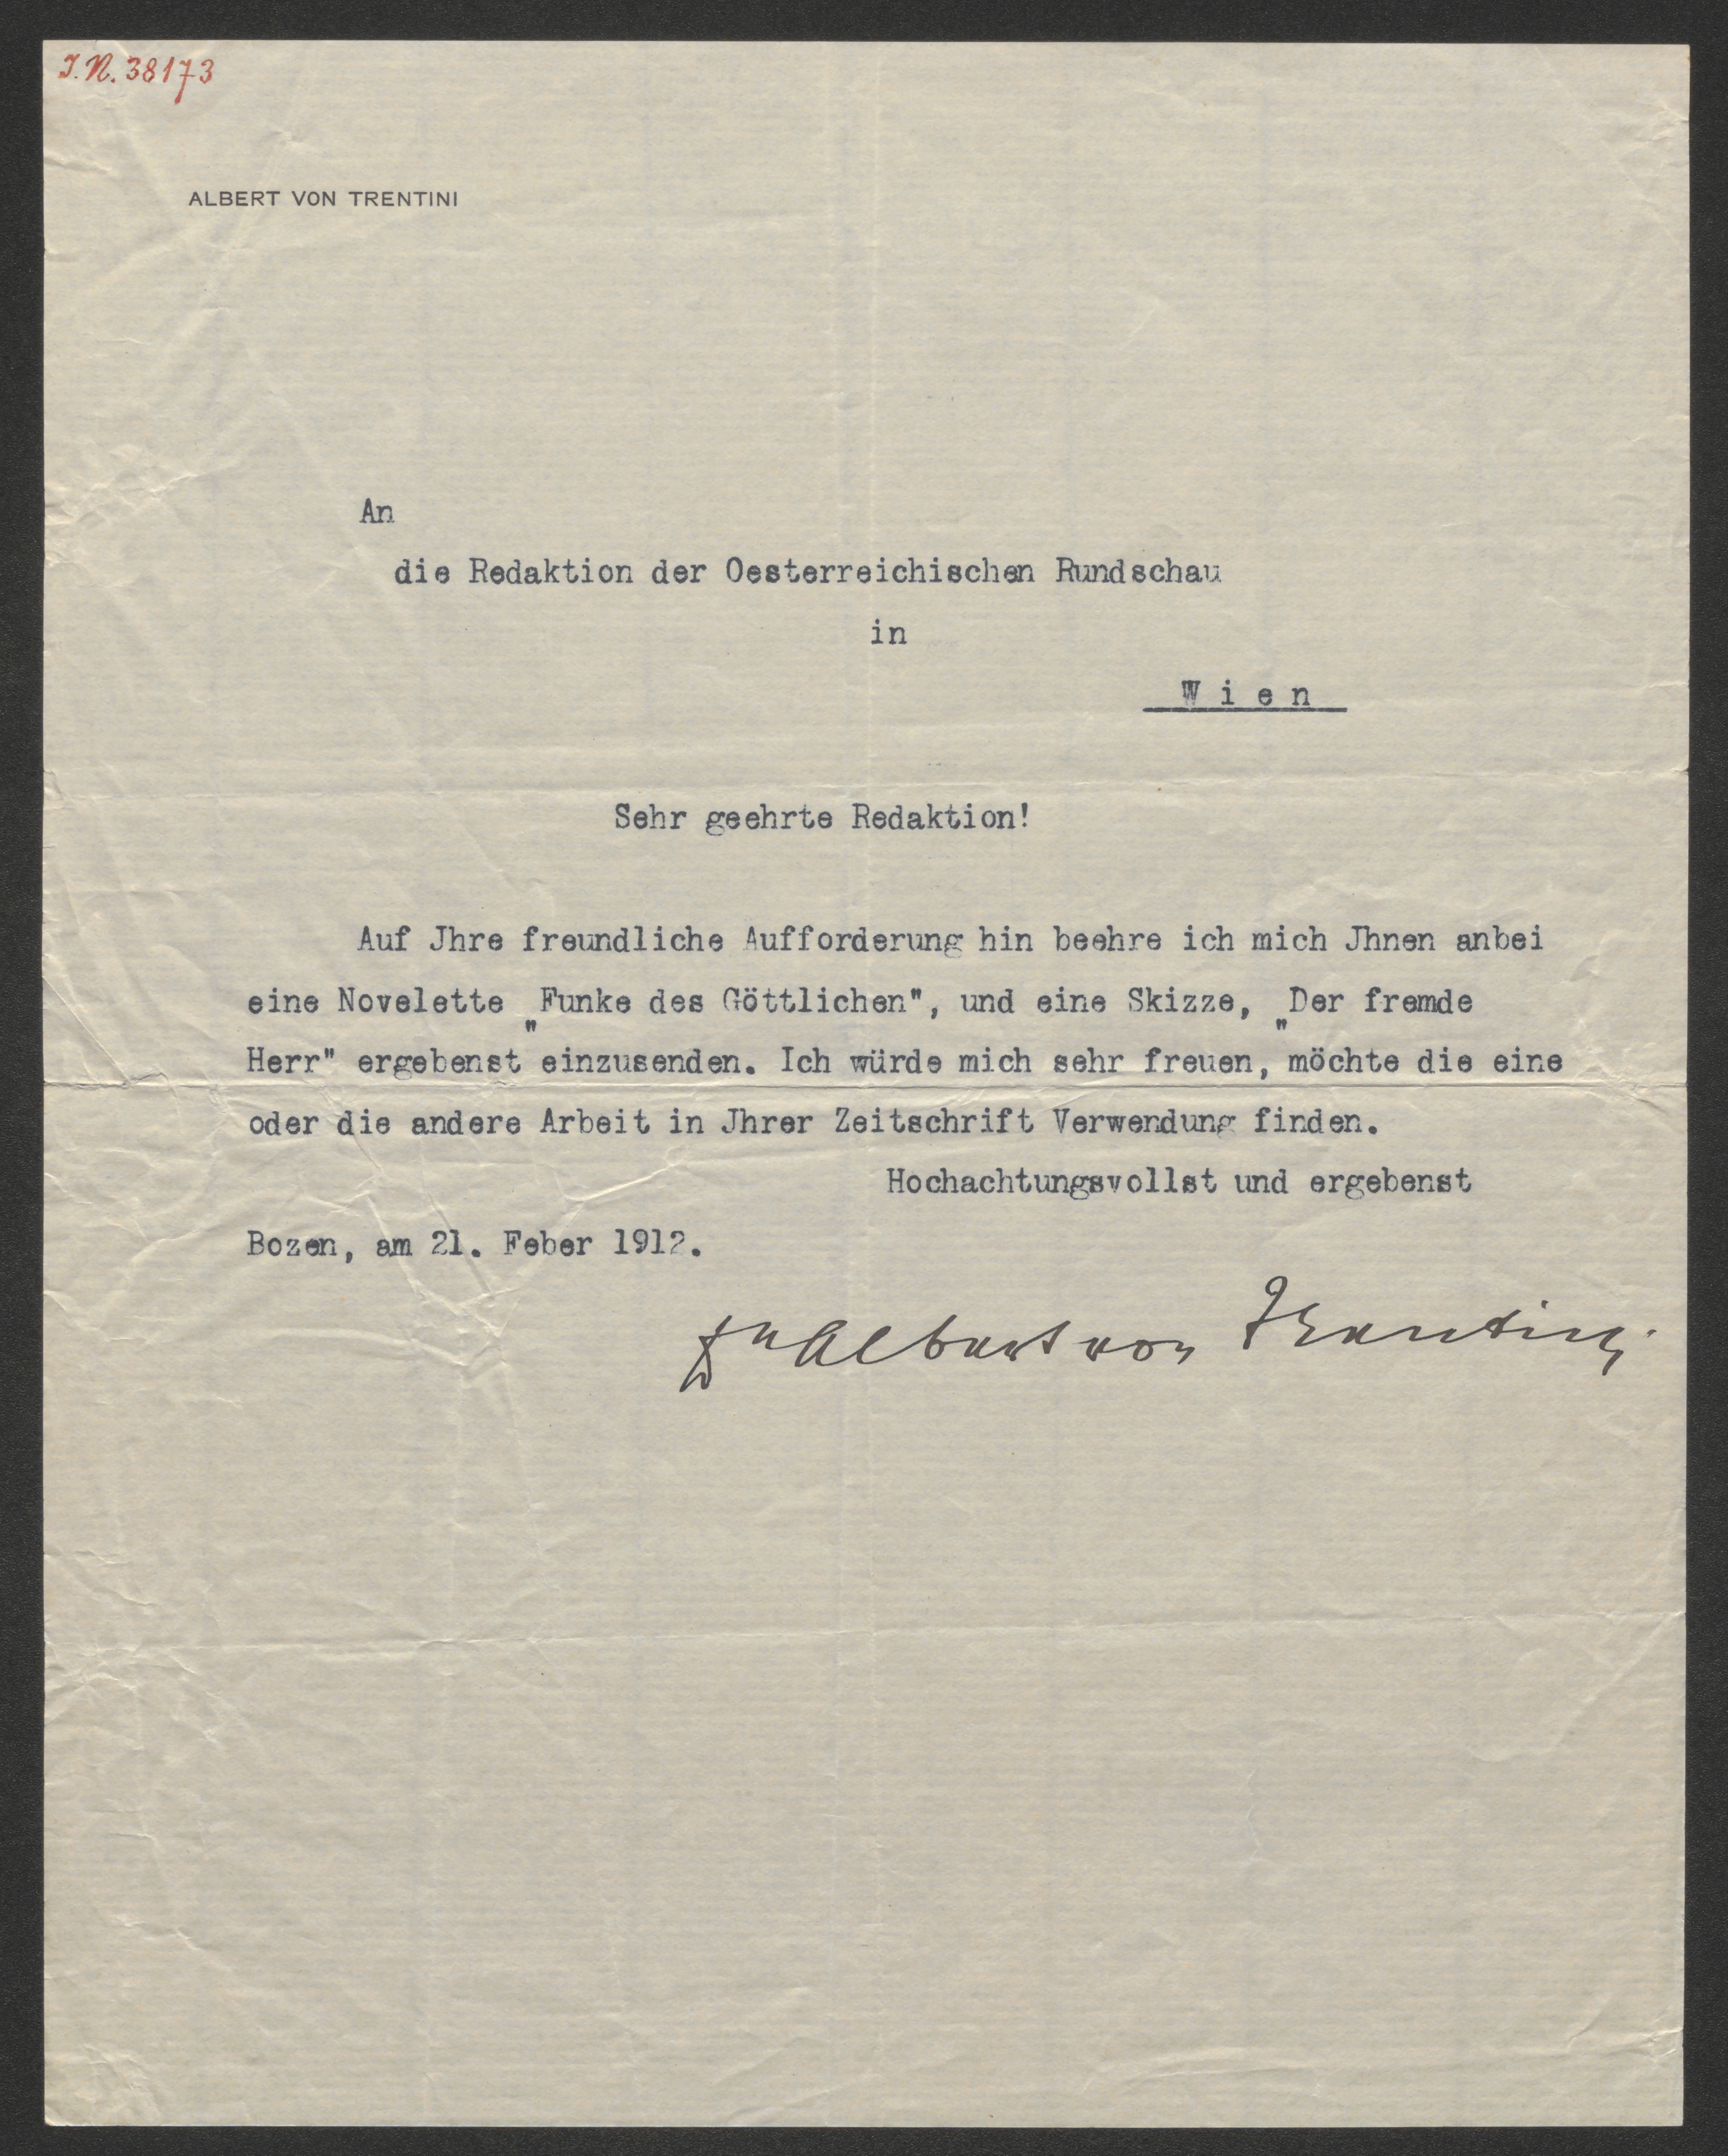 J.N. 38173
ALBERT VON TRENTINI
An
die Redaktion der Oesterreichischen Rundschau
in
Wien
Sehr geehrte Redaktion!
Auf Jhre freundliche Aufforderung hin beehre ich mich Jhnen anbei
eine Novelette „Funke des Göttlichen", und eine Skizze, „Der fremde
Herr" ergebenst einzusenden. Ich würde mich sehr freuen, möchte die eine
oder die andere Arbeit in Jhrer Zeitschrift Verwendung finden.
Hochachtungsvollst und ergebenst
Bozen, am 21. Feber 1912.
Dr Albert von Trentini.